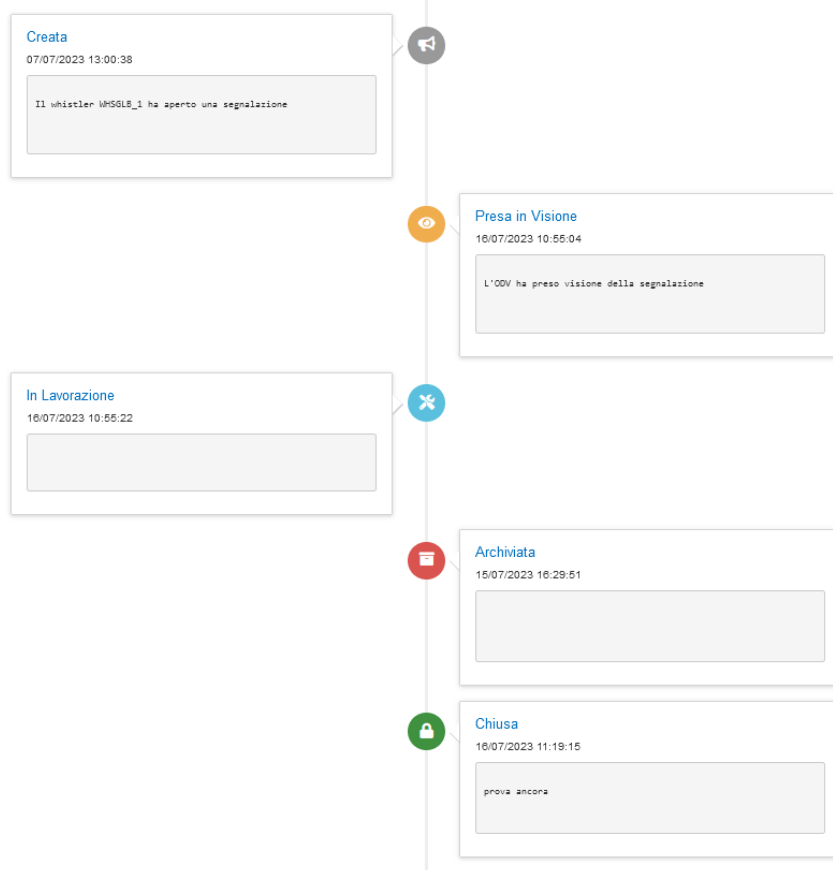 Creata
07/07/2023 13:00:38
Il whistler WHSGLB_1 ha aperto una segnalazione
Presa in Visione
16/07/2023 10:55:04
L'ODV ha preso visione della segnalazione
In Lavorazione
16/07/2023 10:55:22
Archiviata
15/07/2023 16:29:51
Chiusa
16/07/2023 11:19:15
prova ancora